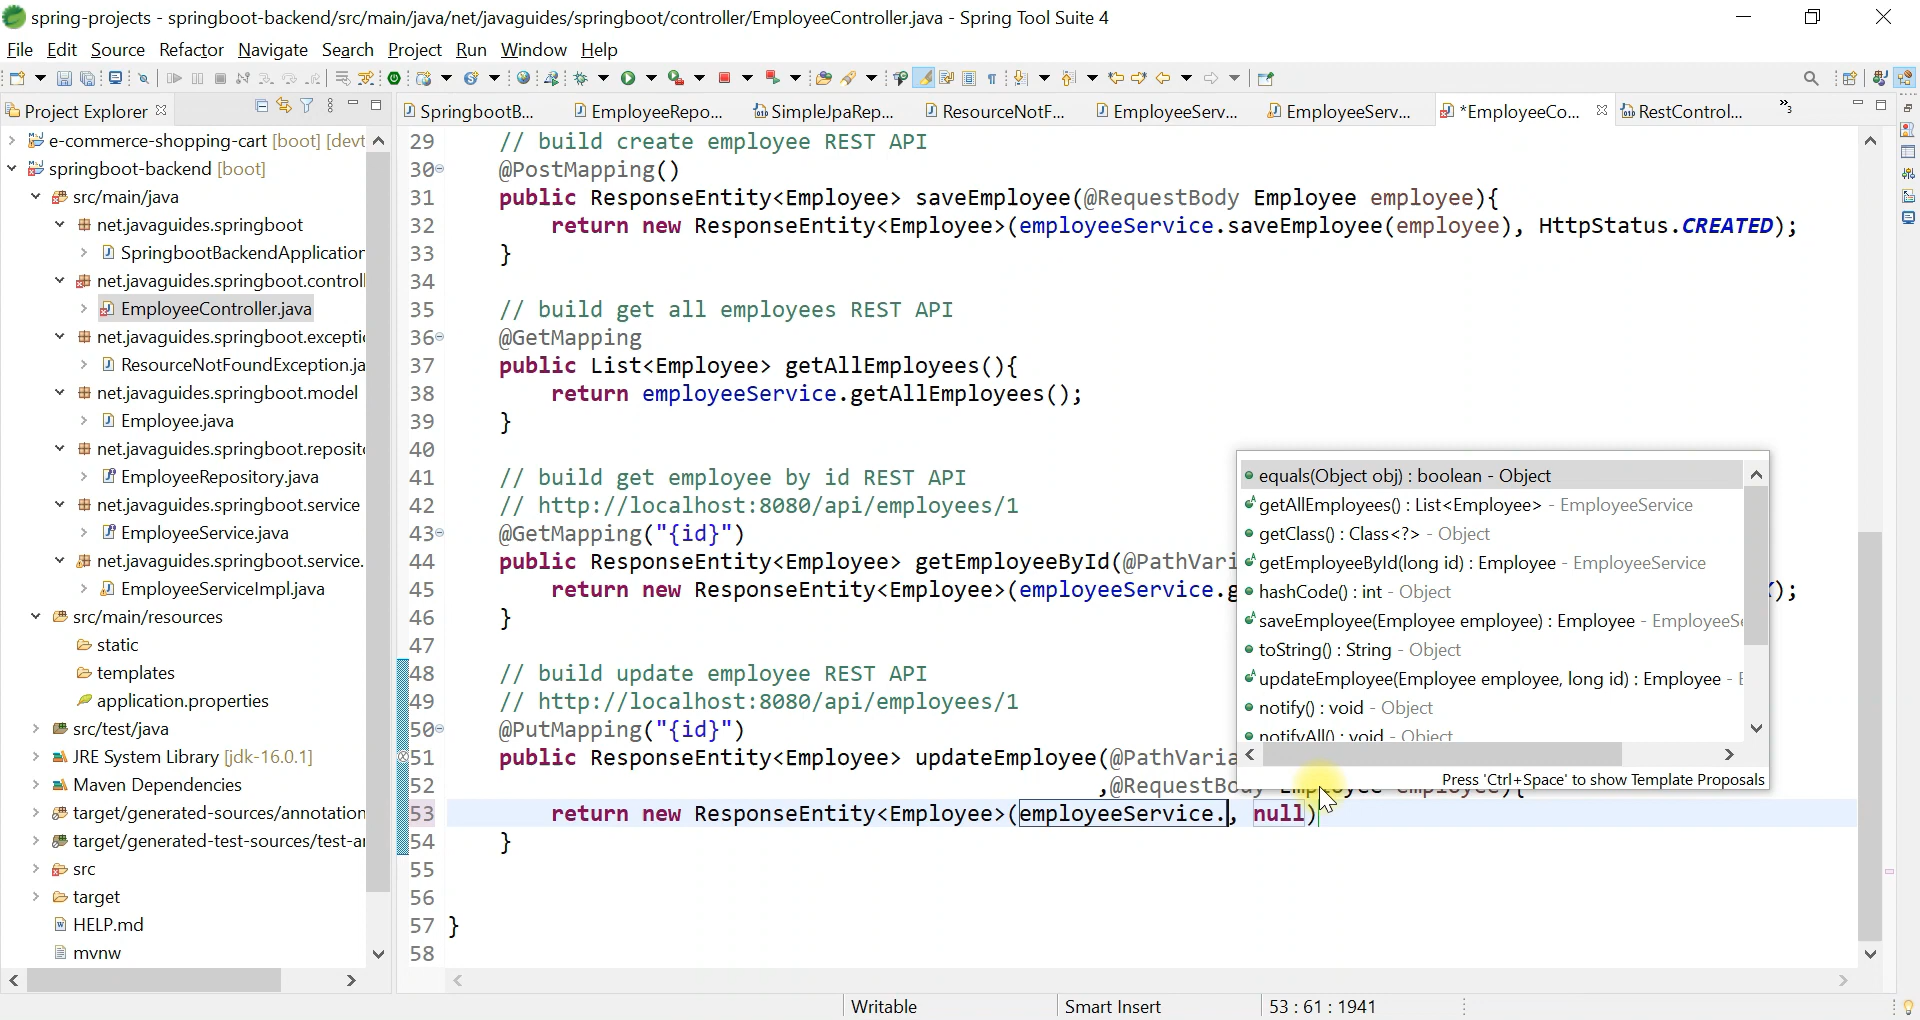 spring-projects - springboot-backend/src/main/java/net/javaguides/springboot/controller/EmployeeController.java - Spring Tool Suite 4
File Edit Source Refactor Navigate Search Project Run Window Help
Project Explorer
SpringbootB...
EmployeeRepo...
SimpleJpaRep...
ResourceNotF...
EmployeeServ...
EmployeeServ...
*EmployeeCo...
RestControl...
»3
e-commerce-shopping-cart [boot] [devt
springboot-backend [boot]
src/main/java
net.javaguides.springboot
SpringbootBackendApplication
net.javaguides.springboot.controll
EmployeeController.java
net.javaguides.springboot.excepti
ResourceNotFoundException.ja
net.javaguides.springboot.model
Employee.java
net.javaguides.springboot.reposit
EmployeeRepository.java
net.javaguides.springboot.service
EmployeeService.java
net.javaguides.springboot.service.
EmployeeServiceImpl.java
src/main/resources
static
templates
application.properties
src/test/java
JRE System Library [jdk-16.0.1]
Maven Dependencies
target/generated-sources/annotation
target/generated-test-sources/test-a
src
target
HELP.md
mvnw
29 // build create employee REST API
30 @PostMapping()
31 public ResponseEntity<Employee> saveEmployee(@RequestBody Employee employee){
32 return new ResponseEntity<Employee>(employeeService.saveEmployee(employee), HttpStatus.CREATED);
33 }
34
35 // build get all employees REST API
36 @GetMapping
37 public List<Employee> getAllEmployees(){
38 return employeeService.getAllEmployees();
39 }
40
41 // build get employee by id REST API
42 // http://localhost:8080/api/employees/1
43 @GetMapping("{id}")
44 public ResponseEntity<Employee> getEmployeeById(@PathVari
45 return new ResponseEntity<Employee>(employeeService.g );
46 }
47
48 // build update employee REST API
49 // http://localhost:8080/api/employees/1
50 @PutMapping("{id}")
51 public ResponseEntity<Employee> updateEmployee(@PathVaria
52 ,@RequestBody Employee employee){
53 return new ResponseEntity<Employee>(employeeService., null)
54 }
55
56
57 }
58
equals(Object obj) : boolean - Object
getAllEmployees() : List<Employee> - EmployeeService
getClass() : Class<?> - Object
getEmployeeById(long id) : Employee - EmployeeService
hashCode() : int - Object
saveEmployee(Employee employee) : Employee - EmployeeS
toString() : String - Object
updateEmployee(Employee employee, long id) : Employee - E
notify() : void - Object
notifyAll() : void - Object
Press 'Ctrl+Space' to show Template Proposals
Writable
Smart Insert
53 : 61 : 1941